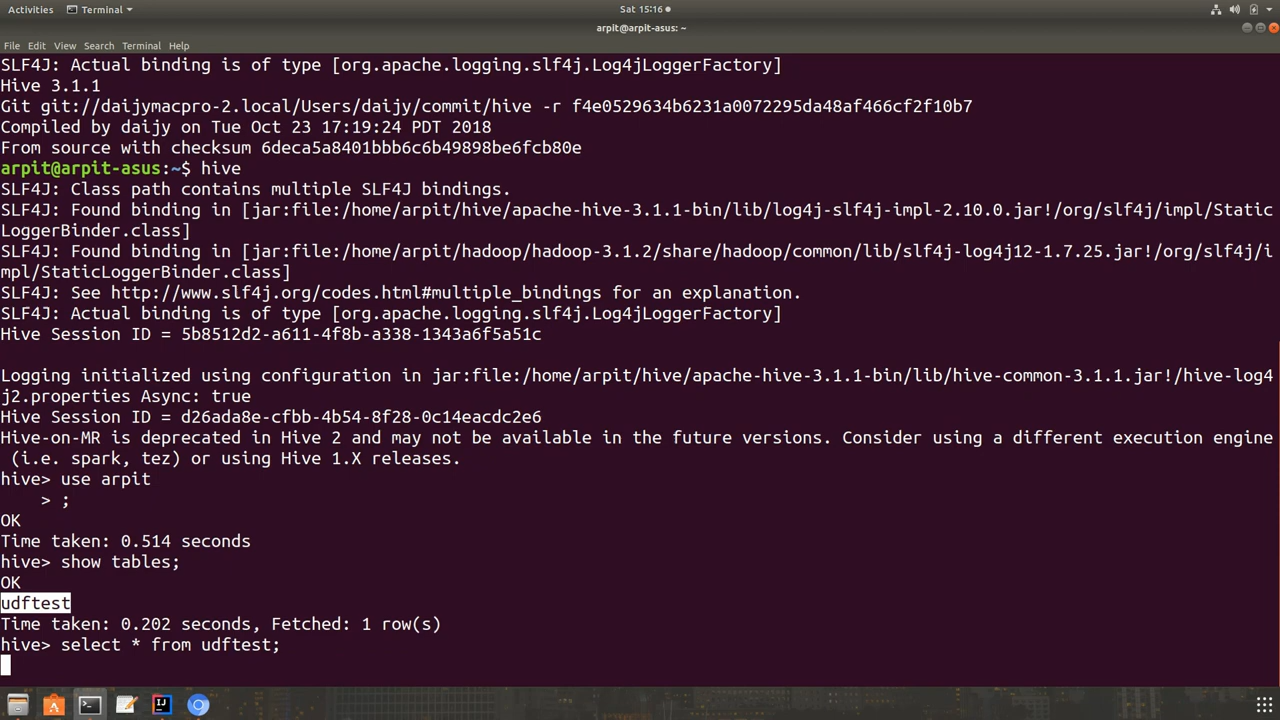 Activities
Terminal
Sat 15:16
arpit@arpit-asus: ~
File Edit View Search Terminal Help
SLF4J: Actual binding is of type [org.apache.logging.slf4j.Log4jLoggerFactory]
Hive 3.1.1
Git git://daijymacpro-2.local/Users/daijy/commit/hive -r f4e0529634b6231a0072295da48af466cf2f10b7
Compiled by daijy on Tue Oct 23 17:19:24 PDT 2018
From source with checksum 6deca5a8401bbb6c6b49898be6fcb80e
arpit@arpit-asus:~$ hive
SLF4J: Class path contains multiple SLF4J bindings.
SLF4J: Found binding in [jar:file:/home/arpit/hive/apache-hive-3.1.1-bin/lib/log4j-slf4j-impl-2.10.0.jar!/org/slf4j/impl/Static
LoggerBinder.class]
SLF4J: Found binding in [jar:file:/home/arpit/hadoop/hadoop-3.1.2/share/hadoop/common/lib/slf4j-log4j12-1.7.25.jar!/org/slf4j/i
mpl/StaticLoggerBinder.class]
SLF4J: See http://www.slf4j.org/codes.html#multiple_bindings for an explanation.
SLF4J: Actual binding is of type [org.apache.logging.slf4j.Log4jLoggerFactory]
Hive Session ID = 5b8512d2-a611-4f8b-a338-1343a6f5a51c
Logging initialized using configuration in jar:file:/home/arpit/hive/apache-hive-3.1.1-bin/lib/hive-common-3.1.1.jar!/hive-log4
j2.properties Async: true
Hive Session ID = d26ada8e-cfbb-4b54-8f28-0c14eacdc2e6
Hive-on-MR is deprecated in Hive 2 and may not be available in the future versions. Consider using a different execution engine
(i.e. spark, tez) or using Hive 1.X releases.
hive> use arpit
> ;
OK
Time taken: 0.514 seconds
hive> show tables;
OK
udftest
Time taken: 0.202 seconds, Fetched: 1 row(s)
hive> select * from udftest;